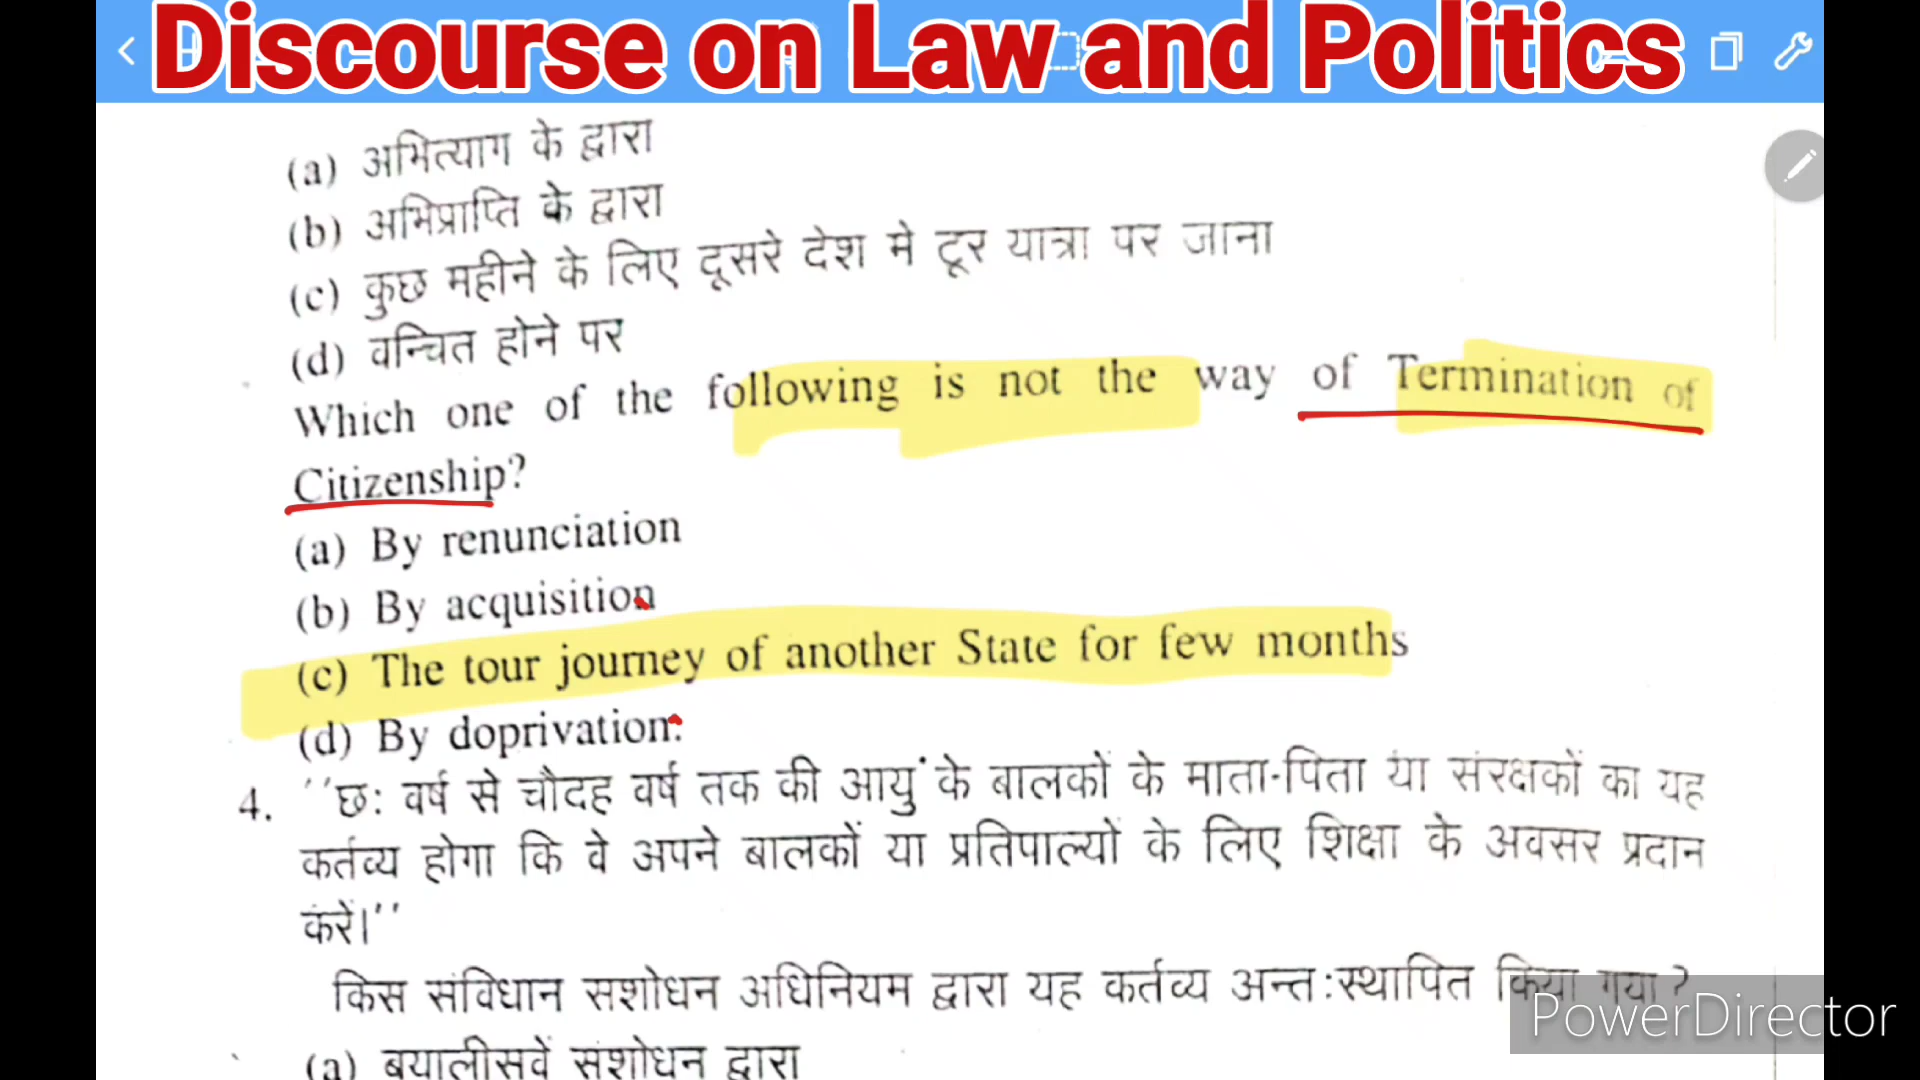 Discourse on Law and Politics
(a) अभित्याग के द्वारा
(b) अभिप्राप्ति के द्वारा
(c) कुछ महीने के लिए दूसरे देश मे टूर यात्रा पर जाना
(d) वन्चित होने पर
Which one of the following is not the way of Termination of
Citizenship?
(a) By renunciation
(b) By acquisition
(c) The tour journey of another State for few months
(d) By doprivation.
4. ''छः वर्ष से चौदह वर्ष तक की आयु के बालकों के माता-पिता या संरक्षकों का यह
कर्तव्य होगा कि वे अपने बालकों या प्रतिपाल्यों के लिए शिक्षा के अवसर प्रदान
करें।''
किस संविधान सशोधन अधिनियम द्वारा यह कर्तव्य अन्तःस्थापित किया गया ?
PowerDirector
(a) बयालीसवें संशोधन द्वारा